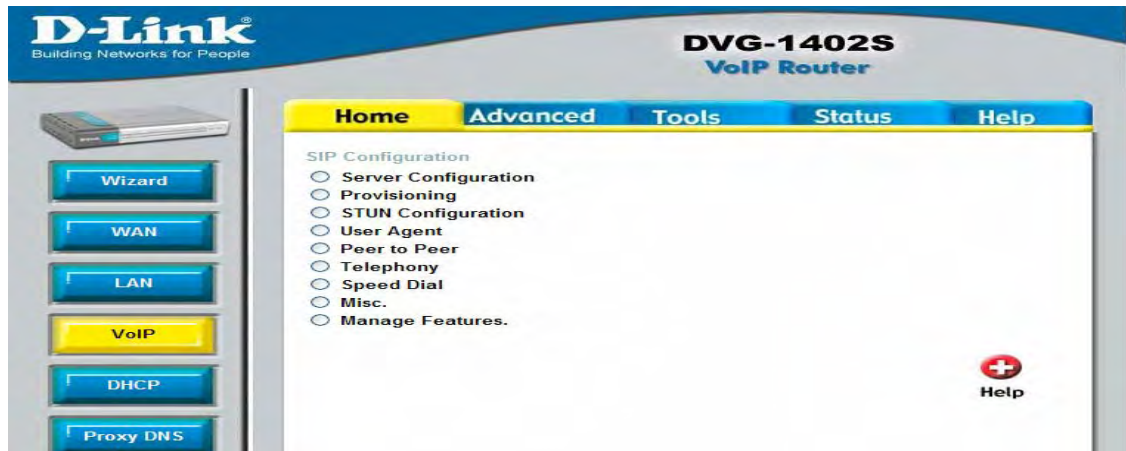 D-Link®
Building Networks for People
DVG-1402S
VoIP Router
Home Advanced Tools Status Help
SIP Configuration
Server Configuration
Provisioning
STUN Configuration
User Agent
Peer to Peer
Telephony
Speed Dial
Misc.
Manage Features.
Wizard
WAN
LAN
VoIP
DHCP
Proxy DNS
Help